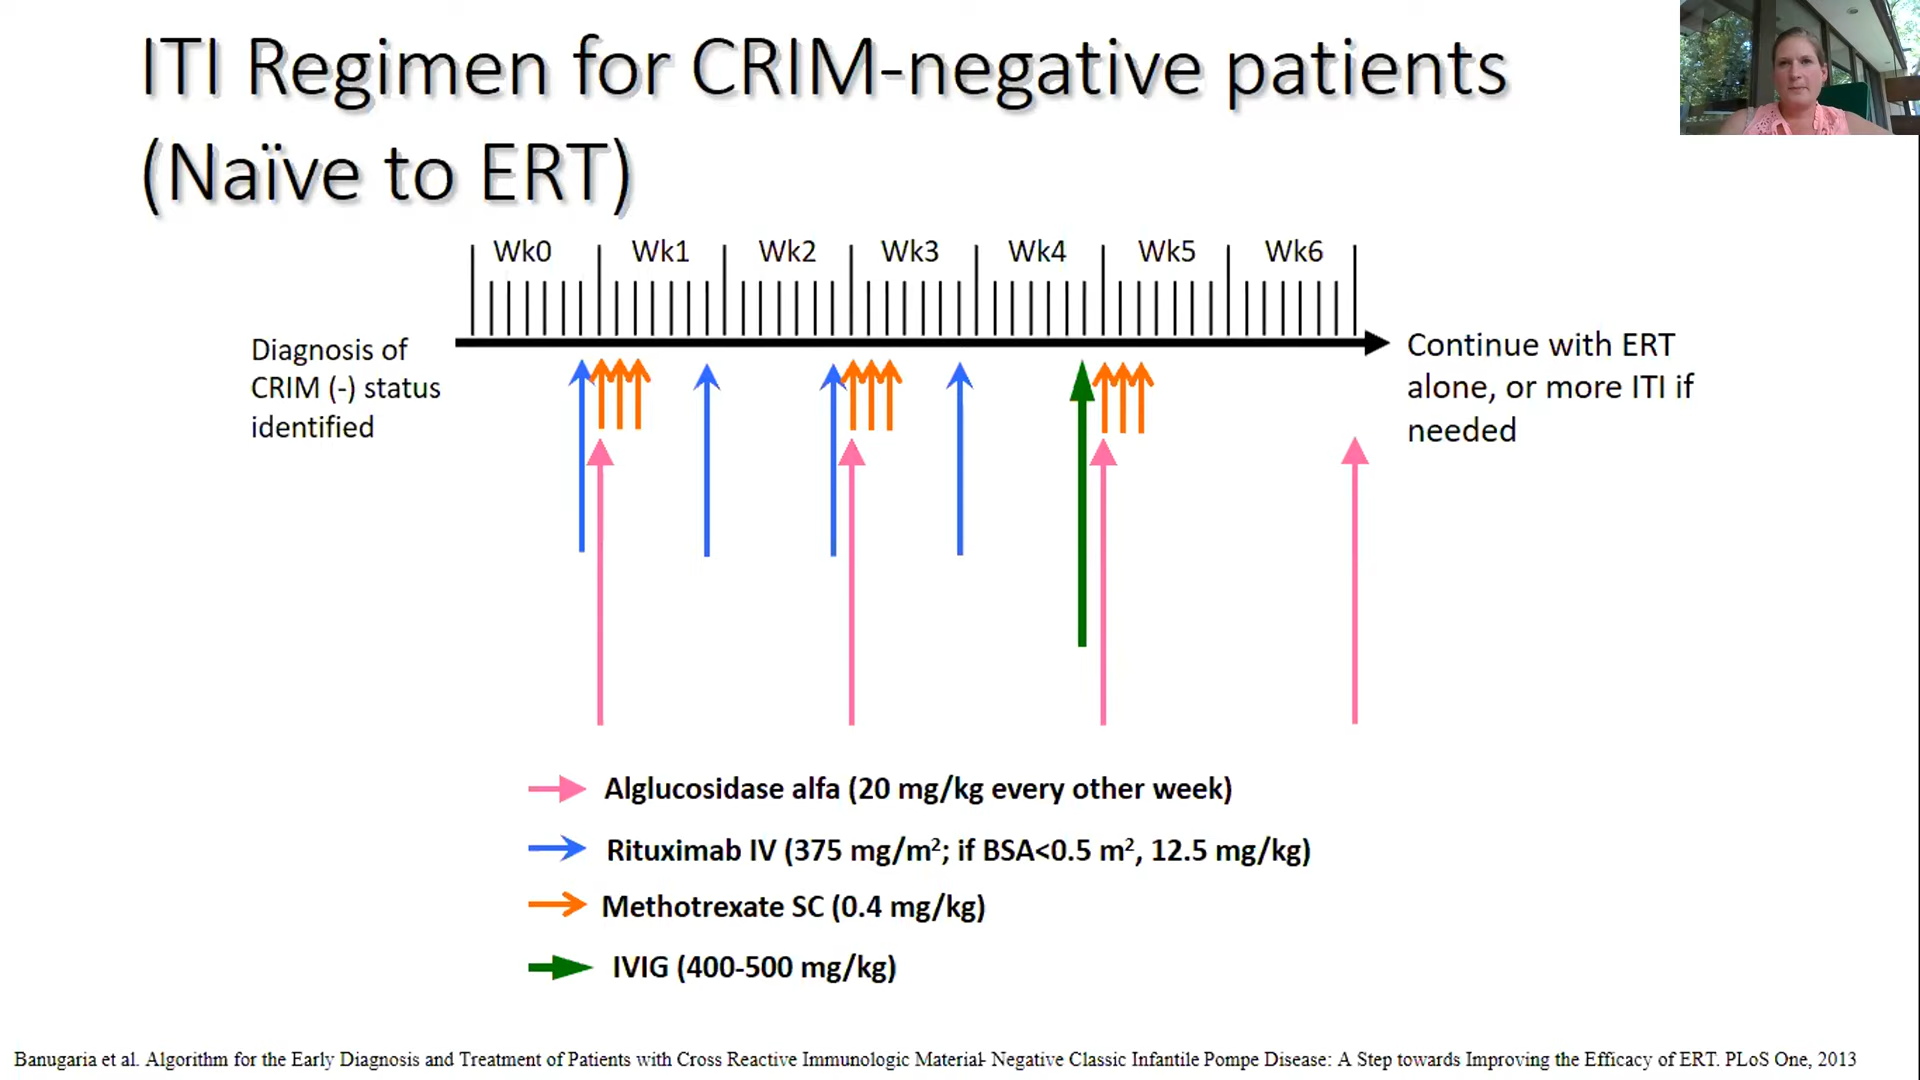 ITI Regimen for CRIM-negative patients
(Naïve to ERT)
Wk0 Wk1 Wk2 Wk3 Wk4 Wk5 Wk6
Diagnosis of
CRIM (-) status
identified
Continue with ERT
alone, or more ITI if
needed
Alglucosidase alfa (20 mg/kg every other week)
Rituximab IV (375 mg/m²; if BSA<0.5 m², 12.5 mg/kg)
Methotrexate SC (0.4 mg/kg)
IVIG (400-500 mg/kg)
Banugaria et al. Algorithm for the Early Diagnosis and Treatment of Patients with Cross Reactive Immunologic Material- Negative Classic Infantile Pompe Disease: A Step towards Improving the Efficacy of ERT. PLoS One, 2013